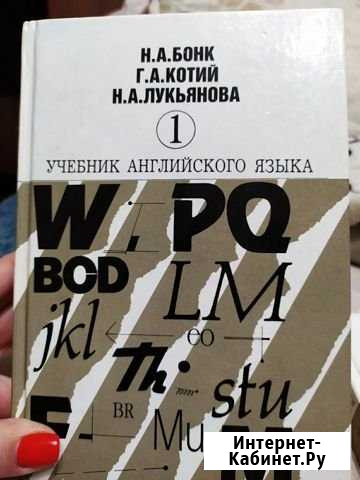 Н.А.БОНК
Г.А.КОТИЙ
Н.А.ЛУКЬЯНОВА
1
УЧЕБНИК АНГЛИЙСКОГО ЯЗЫКА
W I PQ
BOD
LM
jkl
eo
Th
stu
F
BR
Mu
M
Интернет-
Кабинет.Ру